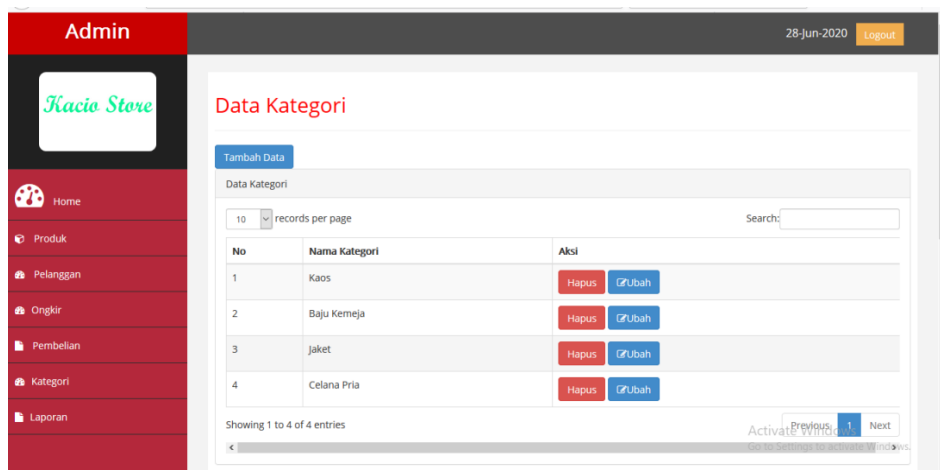 Admin
28-Jun-2020 Logout
Kacio Store
Home
Produk
Pelanggan
Ongkir
Pembelian
Kategori
Laporan
Data Kategori
Tambah Data
Data Kategori
10 records per page Search:
No Nama Kategori Aksi
1 Kaos Hapus Ubah
2 Baju Kemeja Hapus Ubah
3 Jaket Hapus Ubah
4 Celana Pria Hapus Ubah
Showing 1 to 4 of 4 entries Previous 1 Next
Activate Windows
Go to Settings to activate Windows.